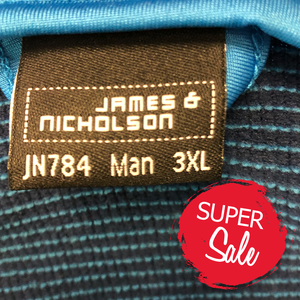 JAMES &
NICHOLSON
JN784 Man 3XL
SUPER
Sale